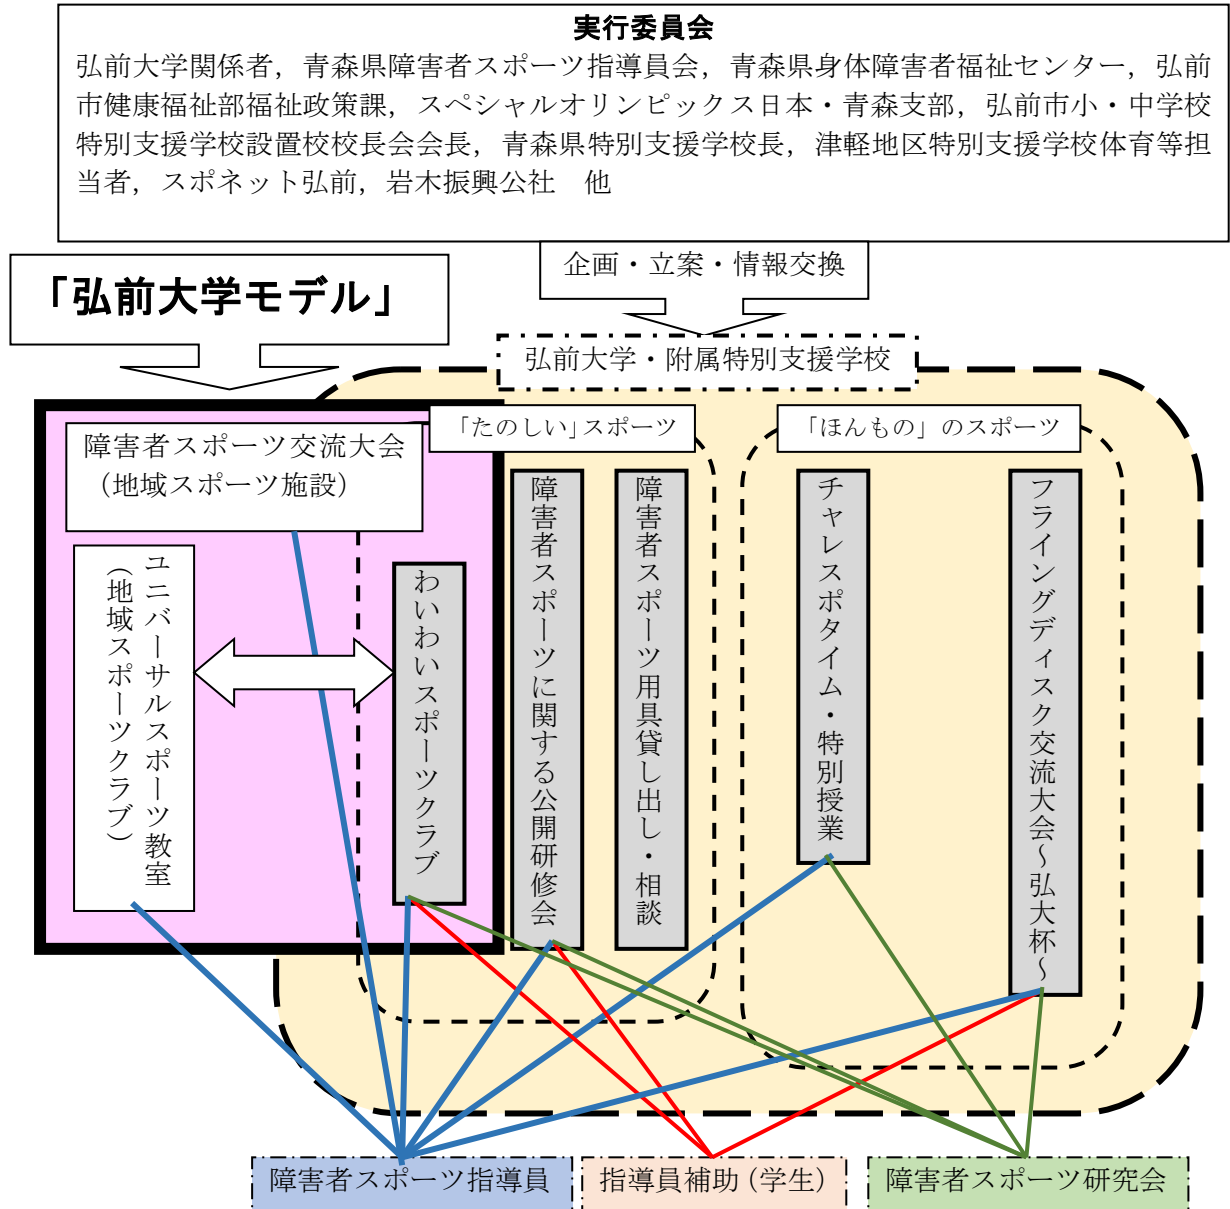 実行委員会
弘前大学関係者，青森県障害者スポーツ指導員会，青森県身体障害者福祉センター，弘前
市健康福祉部福祉政策課，スペシャルオリンピックス日本・青森支部，弘前市小・中学校
特別支援学校設置校校長会会長，青森県特別支援学校長，津軽地区特別支援学校体育等担
当者，スポネット弘前，岩木振興公社　他
企画・立案・情報交換
「弘前大学モデル」
弘前大学・附属特別支援学校
「たのしい」スポーツ
「ほんもの」のスポーツ
障害者スポーツ交流大会
（地域スポーツ施設）
ユニバーサルスポーツ教室
（地域スポーツクラブ）
わいわいスポーツクラブ
障害者スポーツに関する公開研修会
障害者スポーツ用具貸し出し・相談
チャレスポタイム・特別授業
フライングディスク交流大会～弘大杯～
障害者スポーツ指導員
指導員補助（学生）
障害者スポーツ研究会